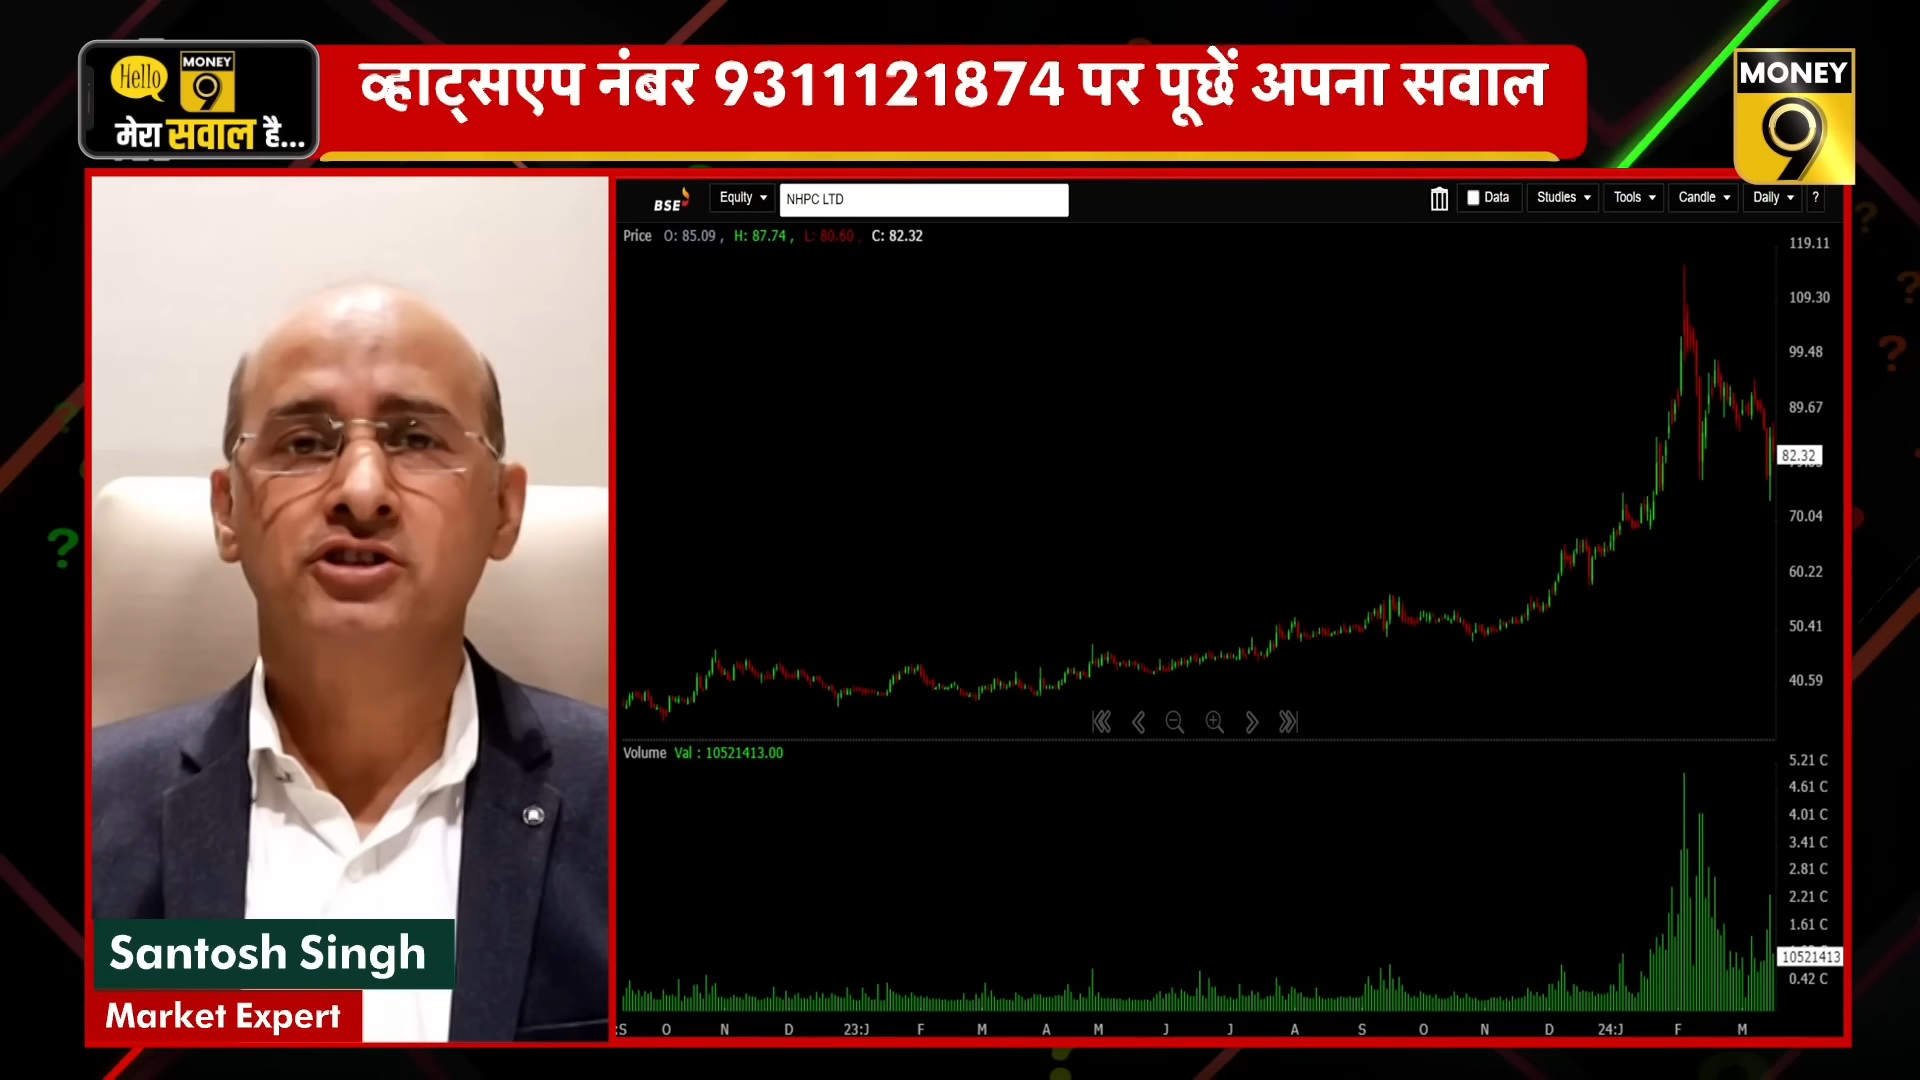 Hello MONEY 9
मेरा सवाल है...
व्हाट्सएप नंबर 9311121874 पर पूछें अपना सवाल
MONEY
9
BSE Equity NHPC LTD Data Studies Tools Candle Daily ?
Price O: 85.09 , H: 87.74 , L: 80.60 , C: 82.32
119.11
109.30
99.48
89.67
82.32
70.04
60.22
50.41
40.59
Volume Val : 10521413.00
5.21 C
4.61 C
4.01 C
3.41 C
2.81 C
2.21 C
1.61 C
10521413
0.42 C
:S O N D 23:J F M A M J J A S O N D 24:J F M
Santosh Singh
Market Expert